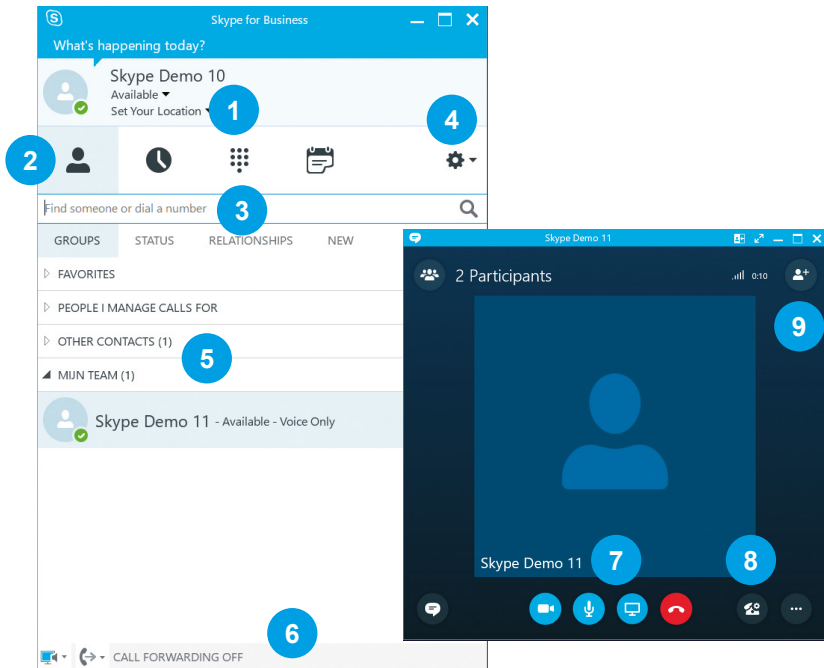 Skype for Business
What's happening today?
Skype Demo 10
Available
Set Your Location
1
2
4
Find someone or dial a number
3
GROUPS STATUS RELATIONSHIPS NEW
FAVORITES
PEOPLE I MANAGE CALLS FOR
OTHER CONTACTS (1)
5
MIJN TEAM (1)
Skype Demo 11 - Available - Voice Only
6
CALL FORWARDING OFF
Skype Demo 11
2 Participants
0:10
9
Skype Demo 11
7
8